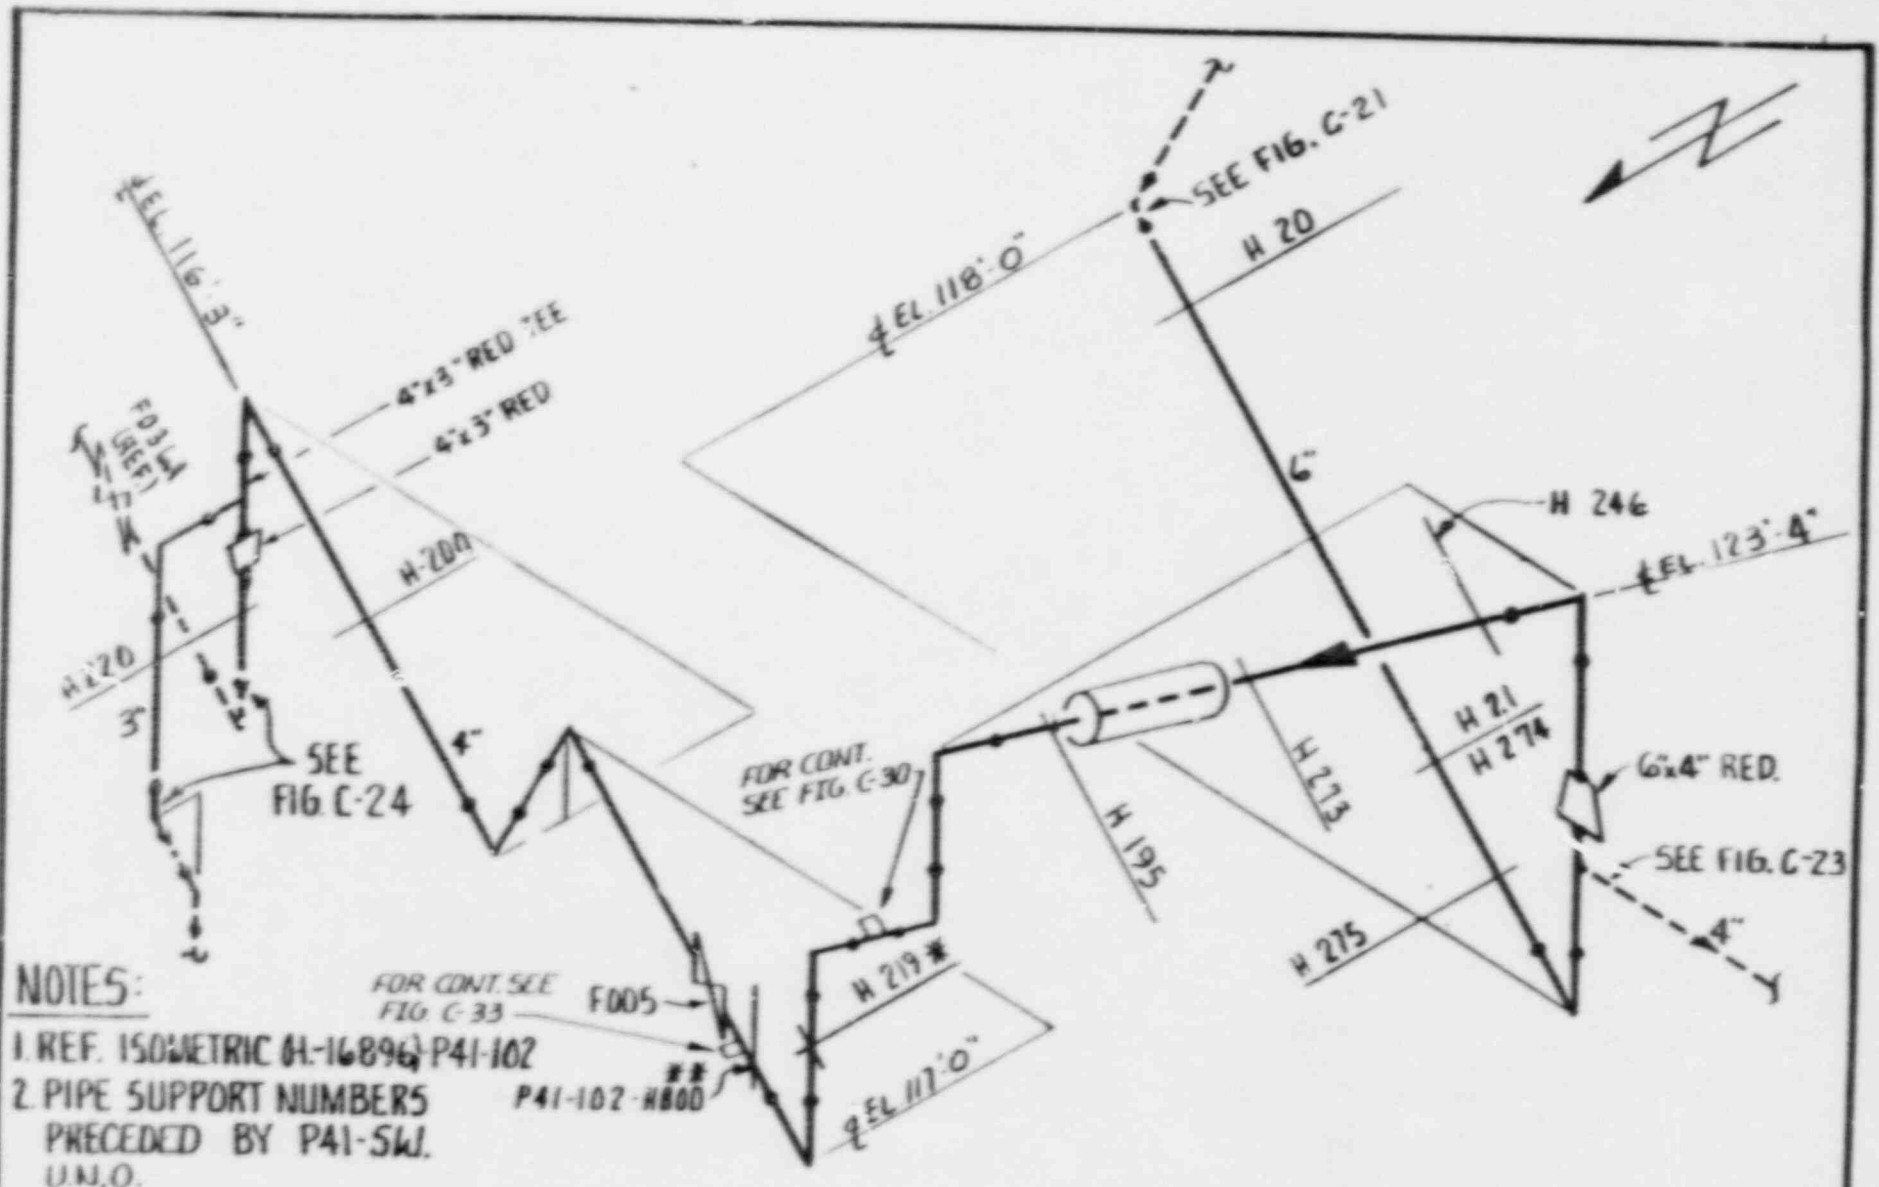 SEE FIG. C-21
H 20
℄ EL. 118'-0"
℄ EL. 116'-3"
4"x3" RED TEE
4"x3" RED
(REF)
H-200
H 220
3"
4"
SEE
FIG. C-24
6"
H 246
℄ EL. 123'-4"
H 21
H 274
H 273
H 195
6"x4" RED.
SEE FIG. C-23
4"
H 275
FOR CONT.
SEE FIG. C-30
H 219*
℄ EL 117'-0"
FOR CONT. SEE
FIG. C-33
F005
**
P41-102-H800
NOTES:
1. REF. ISOMETRIC (H-16896) P41-102
2. PIPE SUPPORT NUMBERS
PRECEDED BY P41-SW.
U.N.O.